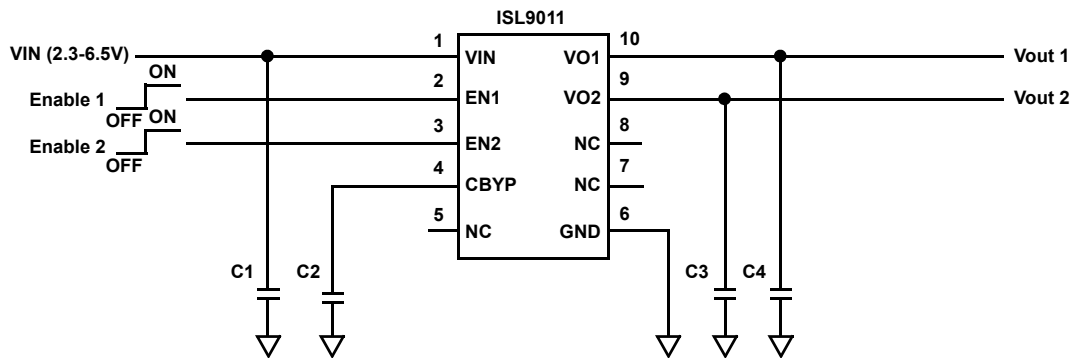 ISL9011
VIN (2.3-6.5V)
1
VIN
VO1
10
Vout 1
ON
Enable 1
OFF
2
EN1
VO2
9
Vout 2
ON
Enable 2
OFF
3
EN2
NC
8
4
CBYP
NC
7
5
NC
GND
6
C1
C2
C3
C4